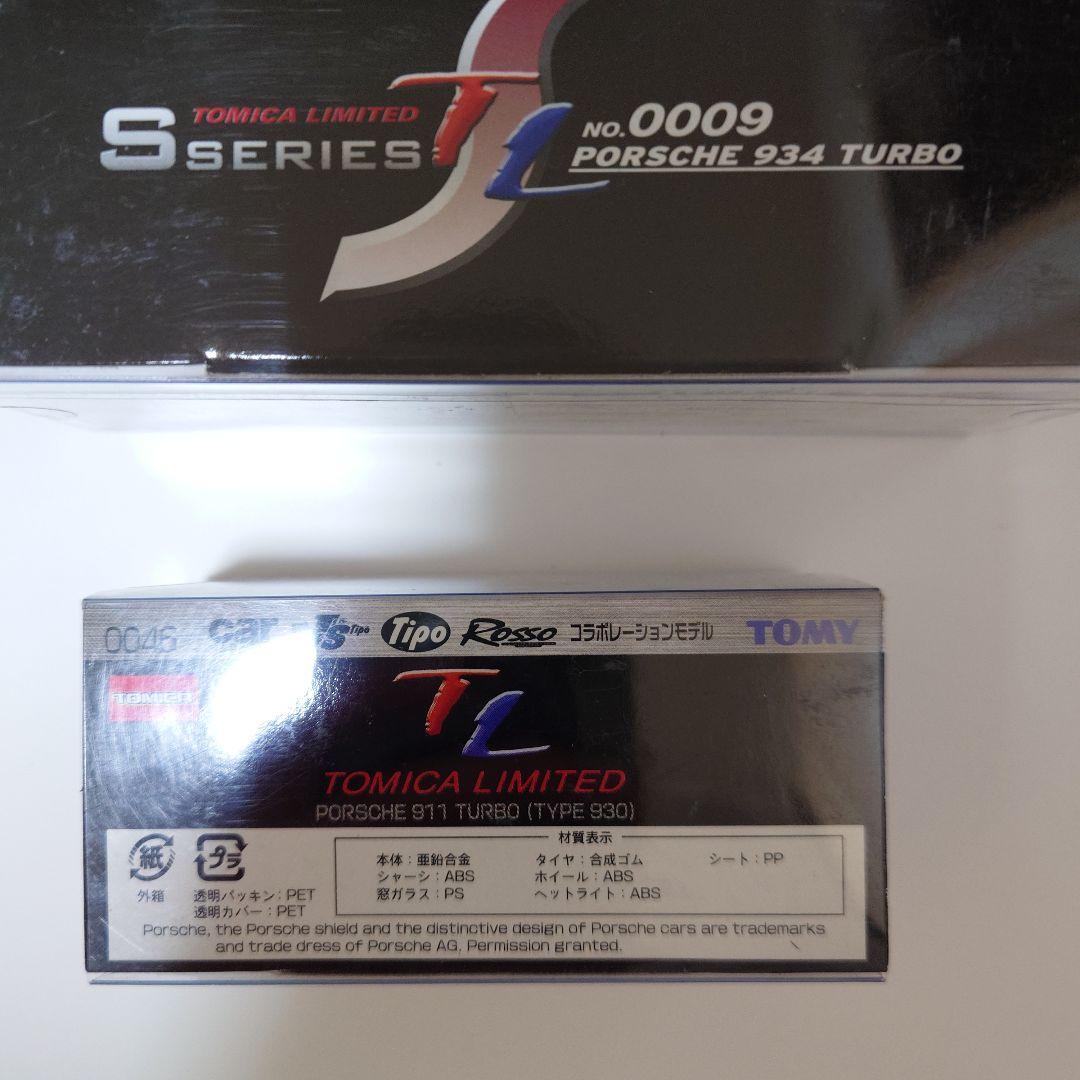 S TOMICA LIMITED
SERIES
TL
NO.0009
PORSCHE 934 TURBO
0046 car Tipo Tipo Rosso コラボレーションモデル TOMY
TOMICA
TL
TOMICA LIMITED
PORSCHE 911 TURBO (TYPE 930)
紙 プラ
外箱 透明パッキン:PET
透明カバー:PET
材質表示
本体:亜鉛合金 タイヤ:合成ゴム シート:PP
シャーシ:ABS ホイール:ABS
窓ガラス:PS ヘットライト:ABS
Porsche, the Porsche shield and the distinctive design of Porsche cars are trademarks
and trade dress of Porsche AG. Permission granted.